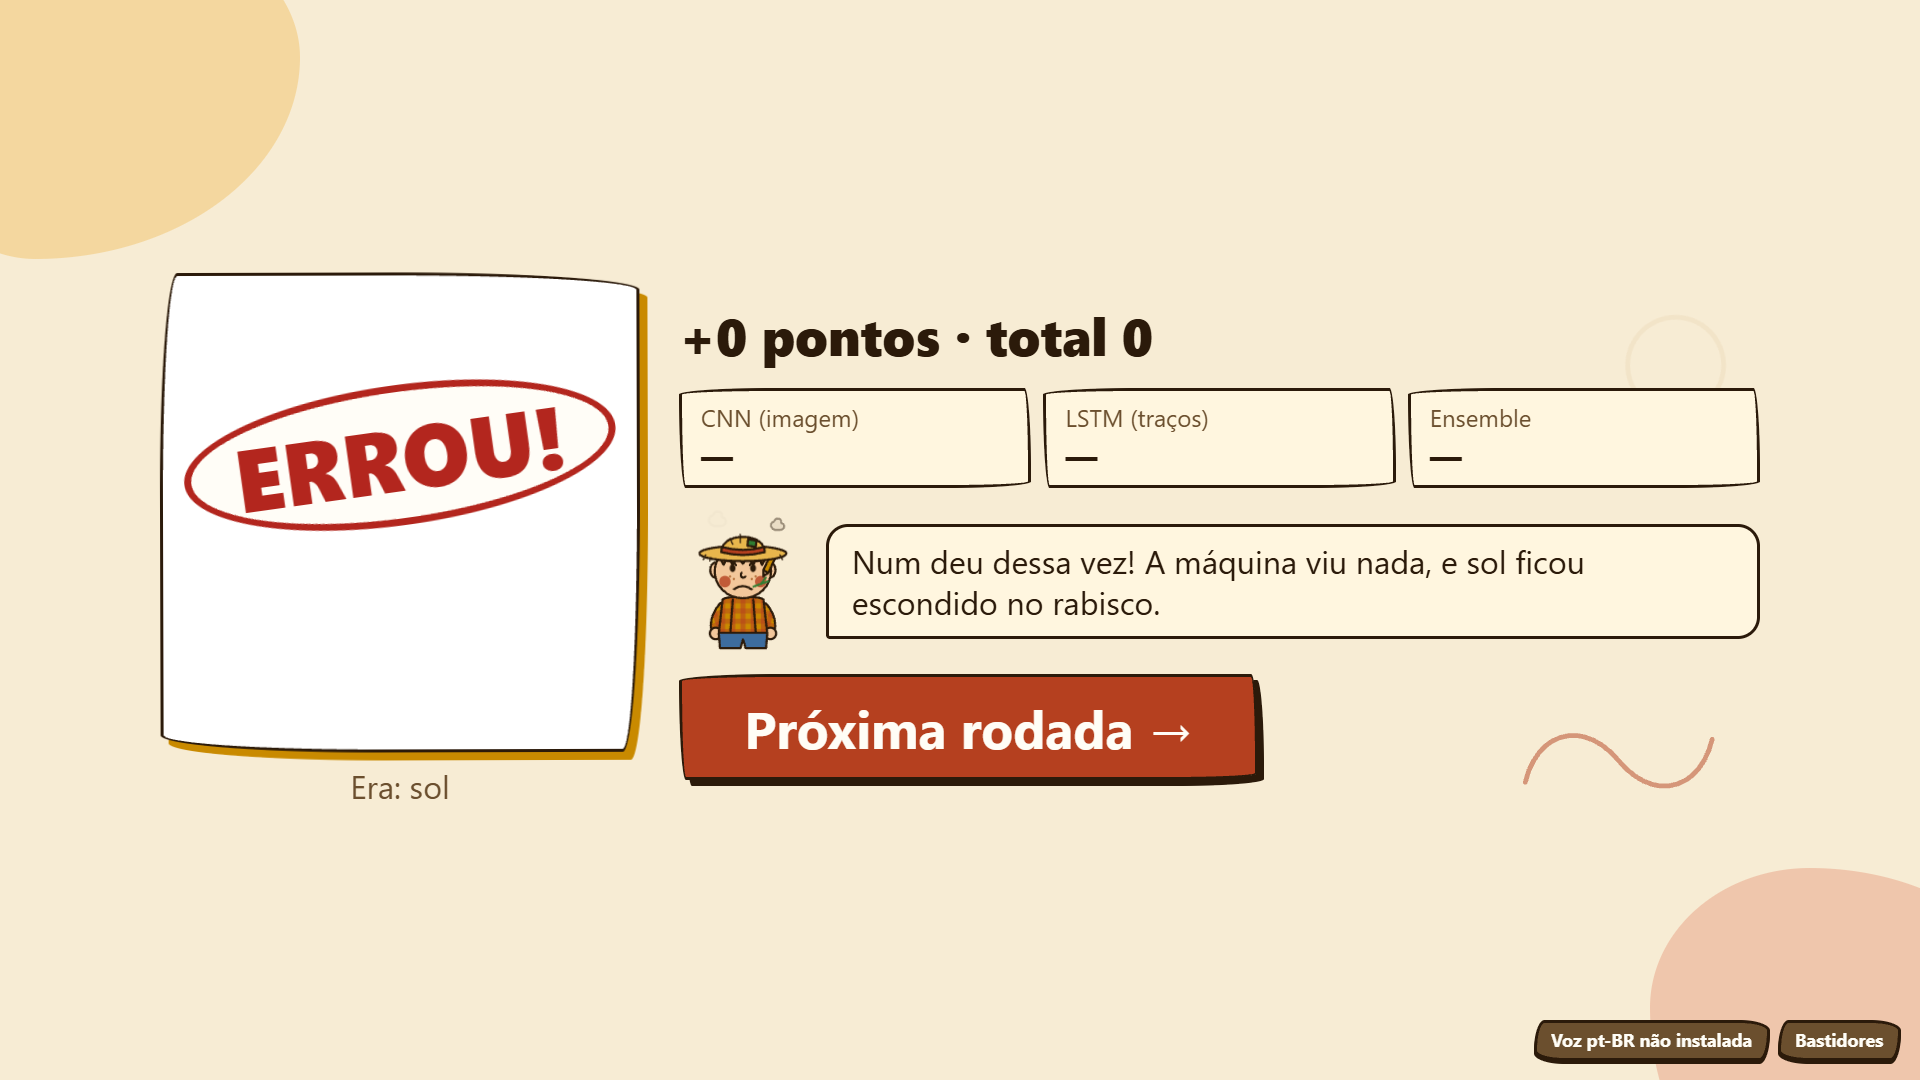 ERROU!
Era: sol
+0 pontos · total 0
CNN (imagem)
—
LSTM (traços)
—
Ensemble
—
Num deu dessa vez! A máquina viu nada, e sol ficou
escondido no rabisco.
Próxima rodada →
Voz pt-BR não instalada
Bastidores